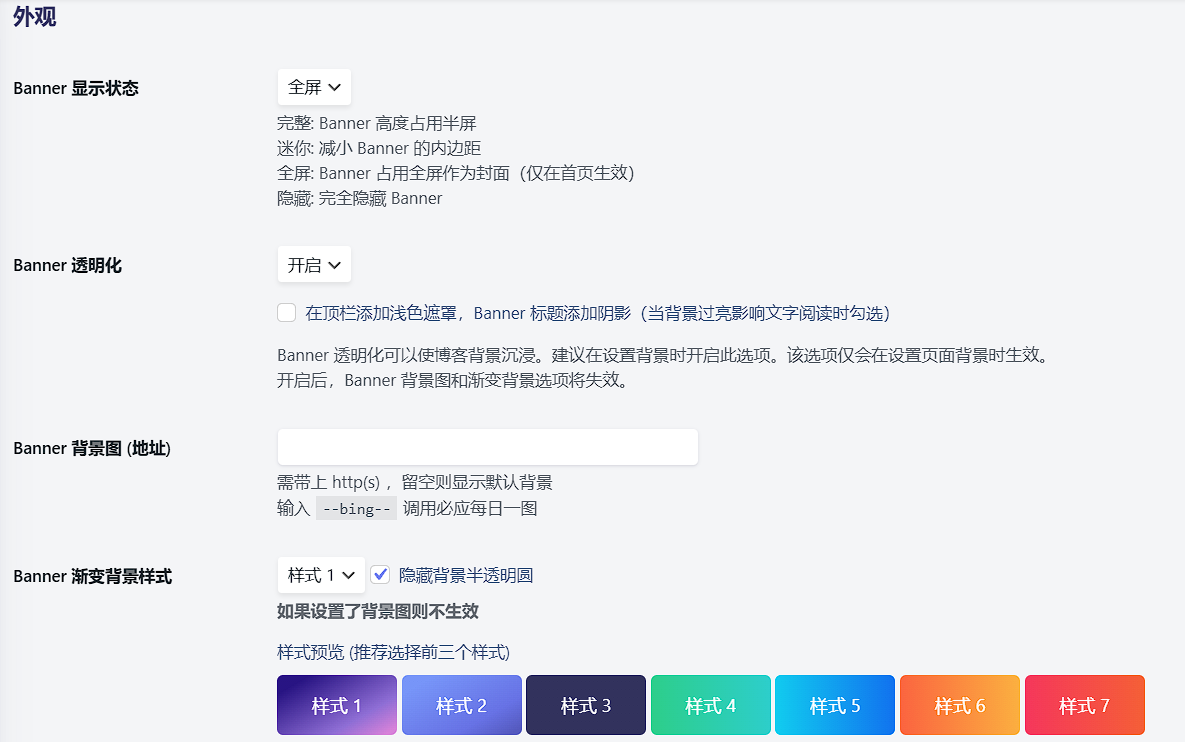 外观
Banner 显示状态
全屏
完整: Banner 高度占用半屏
迷你: 减小 Banner 的内边距
全屏: Banner 占用全屏作为封面（仅在首页生效）
隐藏: 完全隐藏 Banner
Banner 透明化
开启
在顶栏添加浅色遮罩，Banner 标题添加阴影（当背景过亮影响文字阅读时勾选）
Banner 透明化可以使博客背景沉浸。建议在设置背景时开启此选项。该选项仅会在设置页面背景时生效。
开启后，Banner 背景图和渐变背景选项将失效。
Banner 背景图 (地址)
需带上 http(s) ，留空则显示默认背景
输入 --bing-- 调用必应每日一图
Banner 渐变背景样式
样式 1 隐藏背景半透明圆
如果设置了背景图则不生效
样式预览 (推荐选择前三个样式)
样式 1 样式 2 样式 3 样式 4 样式 5 样式 6 样式 7